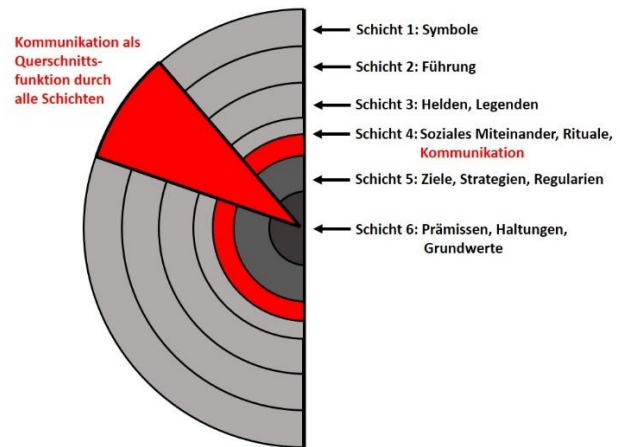 Kommunikation als
Querschnitts-
funktion durch
alle Schichten
Schicht 1: Symbole
Schicht 2: Führung
Schicht 3: Helden, Legenden
Schicht 4: Soziales Miteinander, Rituale,
Kommunikation
Schicht 5: Ziele, Strategien, Regularien
Schicht 6: Prämissen, Haltungen,
Grundwerte